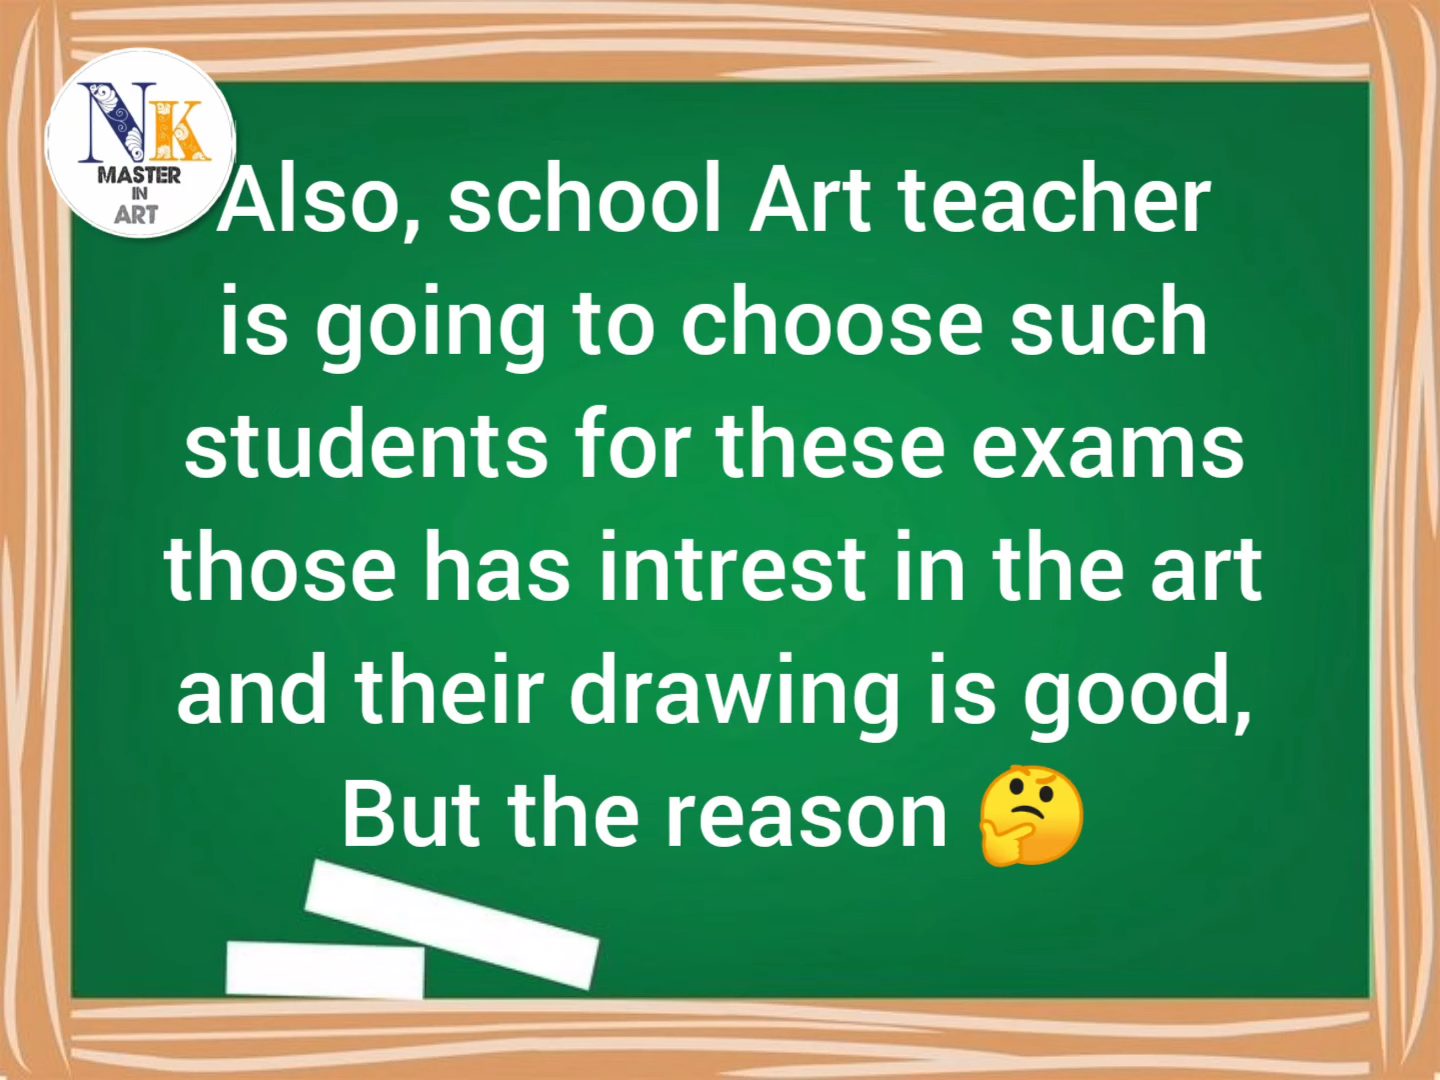 NK
MASTER
IN
ART
Also, school Art teacher
is going to choose such
students for these exams
those has intrest in the art
and their drawing is good,
But the reason 🤔